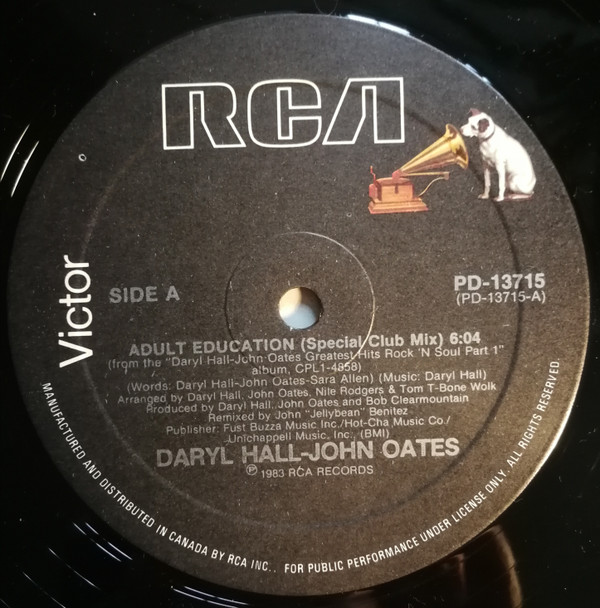 RCA
Victor
SIDE A
PD-13715
(PD-13715-A)
ADULT EDUCATION (Special Club Mix) 6:04
(from the "Daryl Hall-John Oates Greatest Hits Rock 'N Soul Part 1"
album, CPL1-4858)
(Words: Daryl Hall-John Oates-Sara Allen) (Music: Daryl Hall)
Arranged by Daryl Hall, John Oates, Nile Rodgers & Tom T-Bone Wolk
Produced by Daryl Hall, John Oates and Bob Clearmountain
Remixed by John "Jellybean" Benitez
Publisher: Fust Buzza Music Inc./Hot-Cha Music Co./
Unichappell Music, Inc. (BMI)
DARYL HALL-JOHN OATES
℗ 1983 RCA RECORDS
MANUFACTURED AND DISTRIBUTED IN CANADA BY RCA INC.. FOR PUBLIC PERFORMANCE UNDER LICENSE ONLY. ALL RIGHTS RESERVED.